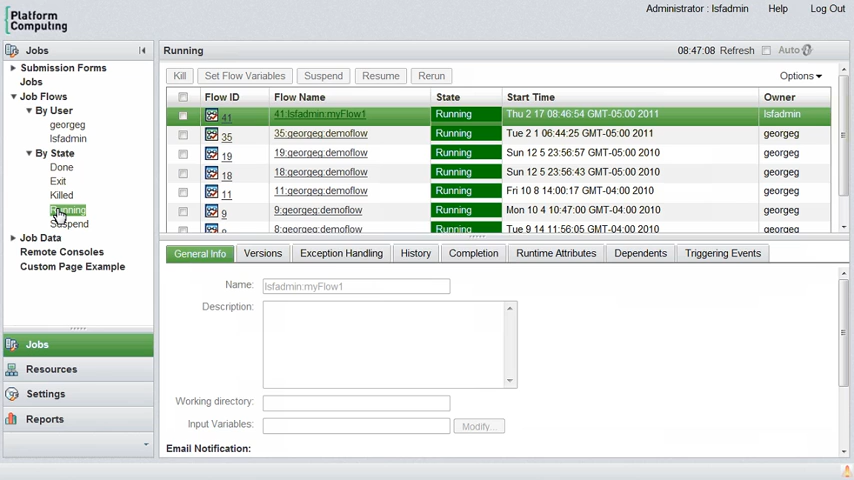 Platform
Computing
Administrator : lsfadmin
Help
Log Out
Jobs
Submission Forms
Jobs
Job Flows
By User
georgeg
lsfadmin
By State
Done
Exit
Killed
Running
Suspend
Job Data
Remote Consoles
Custom Page Example
Jobs
Resources
Settings
Reports
Running
08:47:08 Refresh
Auto
Kill
Set Flow Variables
Suspend
Resume
Rerun
Options
Flow ID Flow Name State Start Time Owner
41 41:lsfadmin:myFlow1 Running Thu 2 17 08:46:54 GMT-05:00 2011 lsfadmin
35 35:georgeg:demoflow Running Tue 2 1 06:44:25 GMT-05:00 2011 georgeg
19 19:georgeg:demoflow Running Sun 12 5 23:56:57 GMT-05:00 2010 georgeg
18 18:georgeg:demoflow Running Sun 12 5 23:56:43 GMT-05:00 2010 georgeg
11 11:georgeg:demoflow Running Fri 10 8 14:00:17 GMT-04:00 2010 georgeg
9 9:georgeg:demoflow Running Mon 10 4 10:47:00 GMT-04:00 2010 georgeg
8:georgeg:demoflow Running Tue 9 14 11:56:05 GMT-04:00 2010 georgeg
General Info
Versions
Exception Handling
History
Completion
Runtime Attributes
Dependents
Triggering Events
Name: lsfadmin:myFlow1
Description:
Working directory:
Input Variables:
Modify...
Email Notification: